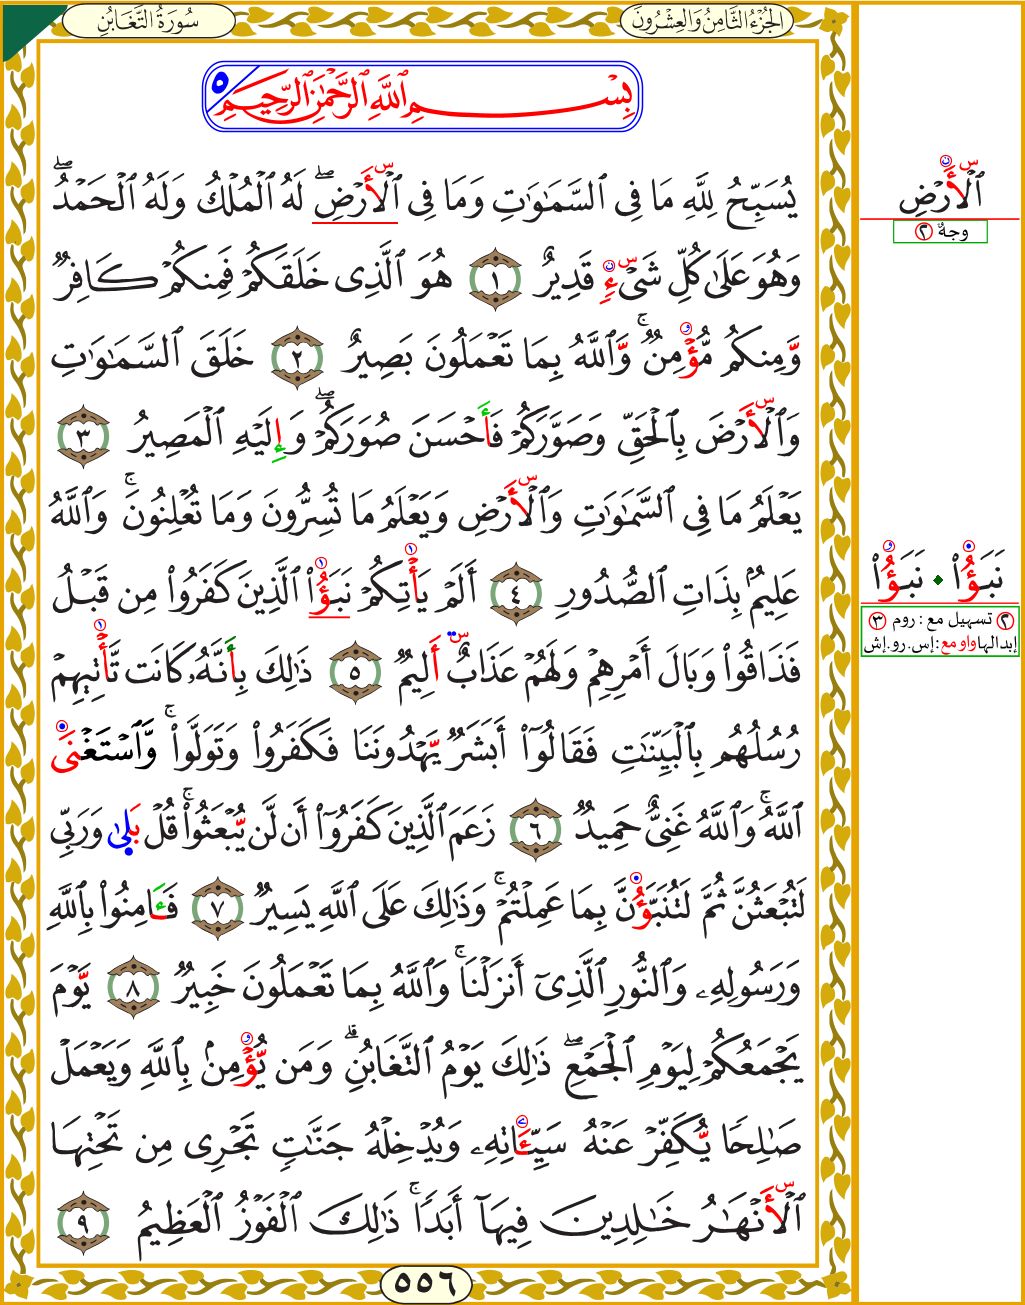 الجُزْءُ الثَّامِنُ وَالعِشْرُونَ
سُورَةُ التَّغَابُنِ
بِسْمِ ٱللَّهِ ٱلرَّحْمَٰنِ ٱلرَّحِيمِ ٥
يُسَبِّحُ لِلَّهِ مَا فِى ٱلسَّمَٰوَٰتِ وَمَا فِى ٱلْأَرْضِۖ لَهُ ٱلْمُلْكُ وَلَهُ ٱلْحَمْدُۖ
وَهُوَ عَلَىٰ كُلِّ شَىْءٍ قَدِيرٌ ١ هُوَ ٱلَّذِى خَلَقَكُمْ فَمِنكُمْ كَافِرٌ
وَّمِنكُم مُّؤْمِنٌۚ وَّٱللَّهُ بِمَا تَعْمَلُونَ بَصِيرٌ ٢ خَلَقَ ٱلسَّمَٰوَٰتِ
وَٱلْأَرْضَ بِٱلْحَقِّ وَصَوَّرَكُمْ فَأَحْسَنَ صُوَرَكُمْۖ وَإِلَيْهِ ٱلْمَصِيرُ ٣
يَعْلَمُ مَا فِى ٱلسَّمَٰوَٰتِ وَٱلْأَرْضِ وَيَعْلَمُ مَا تُسِرُّونَ وَمَا تُعْلِنُونَۚ وَٱللَّهُ
عَلِيمٌۢ بِذَاتِ ٱلصُّدُورِ ٤ أَلَمْ يَأْتِكُمْ نَبَؤُا۟ ٱلَّذِينَ كَفَرُوا۟ مِن قَبْلُ
فَذَاقُوا۟ وَبَالَ أَمْرِهِمْ وَلَهُمْ عَذَابٌ أَلِيمٌ ٥ ذَٰلِكَ بِأَنَّهُۥ كَانَت تَّأْتِيهِمْ
رُسُلُهُم بِٱلْبَيِّنَٰتِ فَقَالُوٓا۟ أَبَشَرٌ يَّهْدُونَنَا فَكَفَرُوا۟ وَتَوَلَّوا۟ۚ وَّٱسْتَغْنَى
ٱللَّهُۚ وَٱللَّهُ غَنِىٌّ حَمِيدٌ ٦ زَعَمَ ٱلَّذِينَ كَفَرُوٓا۟ أَن لَّن يُّبْعَثُوا۟ۚ قُلْ بَلَىٰ وَرَبِّى
لَتُبْعَثُنَّ ثُمَّ لَتُنَبَّؤُنَّ بِمَا عَمِلْتُمْۚ وَذَٰلِكَ عَلَى ٱللَّهِ يَسِيرٌ ٧ فَـَٔامِنُوا۟ بِٱللَّهِ
وَرَسُولِهِۦ وَٱلنُّورِ ٱلَّذِىٓ أَنزَلْنَاۚ وَٱللَّهُ بِمَا تَعْمَلُونَ خَبِيرٌ ٨ يَّوْمَ
يَجْمَعُكُمْ لِيَوْمِ ٱلْجَمْعِۖ ذَٰلِكَ يَوْمُ ٱلتَّغَابُنِۗ وَمَن يُّؤْمِنۢ بِٱللَّهِ وَيَعْمَلْ
صَٰلِحًا يُّكَفِّرْ عَنْهُ سَيِّـَٔاتِهِۦ وَيُدْخِلْهُ جَنَّٰتٍ تَجْرِى مِن تَحْتِهَا
ٱلْأَنْهَٰرُ خَٰلِدِينَ فِيهَآ أَبَدًاۚ ذَٰلِكَ ٱلْفَوْزُ ٱلْعَظِيمُ ٩
٥٥٦
ٱلْأَرْضِ
وجهٌ ٢
نَبَؤُا۟ • نَبَؤُا۟
٢ تسهيل مع : روم ٣
إبدالها واو مع : إس . رو . إش